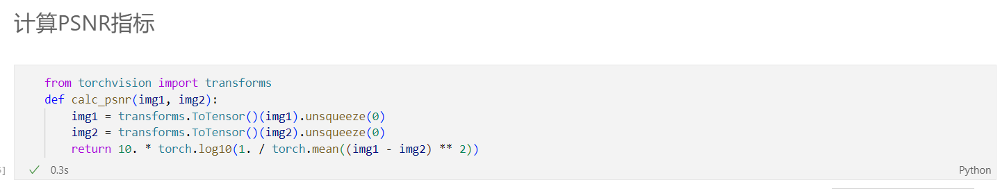 计算PSNR指标
from torchvision import transforms
def calc_psnr(img1, img2):
    img1 = transforms.ToTensor()(img1).unsqueeze(0)
    img2 = transforms.ToTensor()(img2).unsqueeze(0)
    return 10. * torch.log10(1. / torch.mean((img1 - img2) ** 2))
]
✓ 0.3s
Python